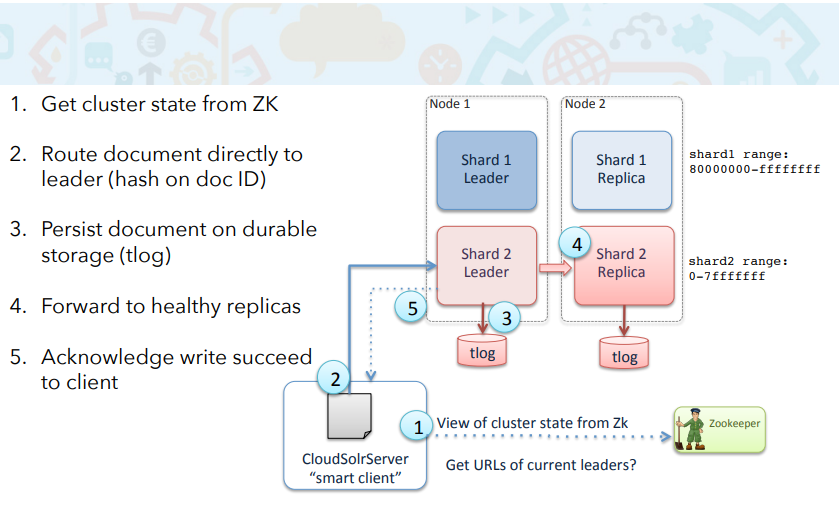 1. Get cluster state from ZK
2. Route document directly to
leader (hash on doc ID)
3. Persist document on durable
storage (tlog)
4. Forward to healthy replicas
5. Acknowledge write succeed
to client
Node 1
Node 2
Shard 1
Leader
Shard 1
Replica
shard1 range:
80000000-ffffffff
Shard 2
Leader
4
Shard 2
Replica
shard2 range:
0-7fffffff
5
3
tlog
tlog
2
1
View of cluster state from Zk
Zookeeper
CloudSolrServer
"smart client"
Get URLs of current leaders?